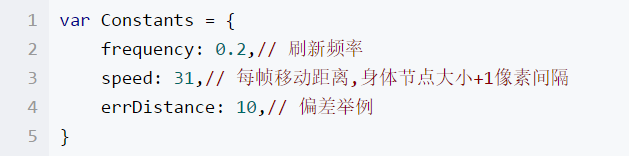 1 var Constants = {
2 frequency: 0.2,// 刷新频率
3 speed: 31,// 每帧移动距离,身体节点大小+1像素间隔
4 errDistance: 10,// 偏差举例
5 }